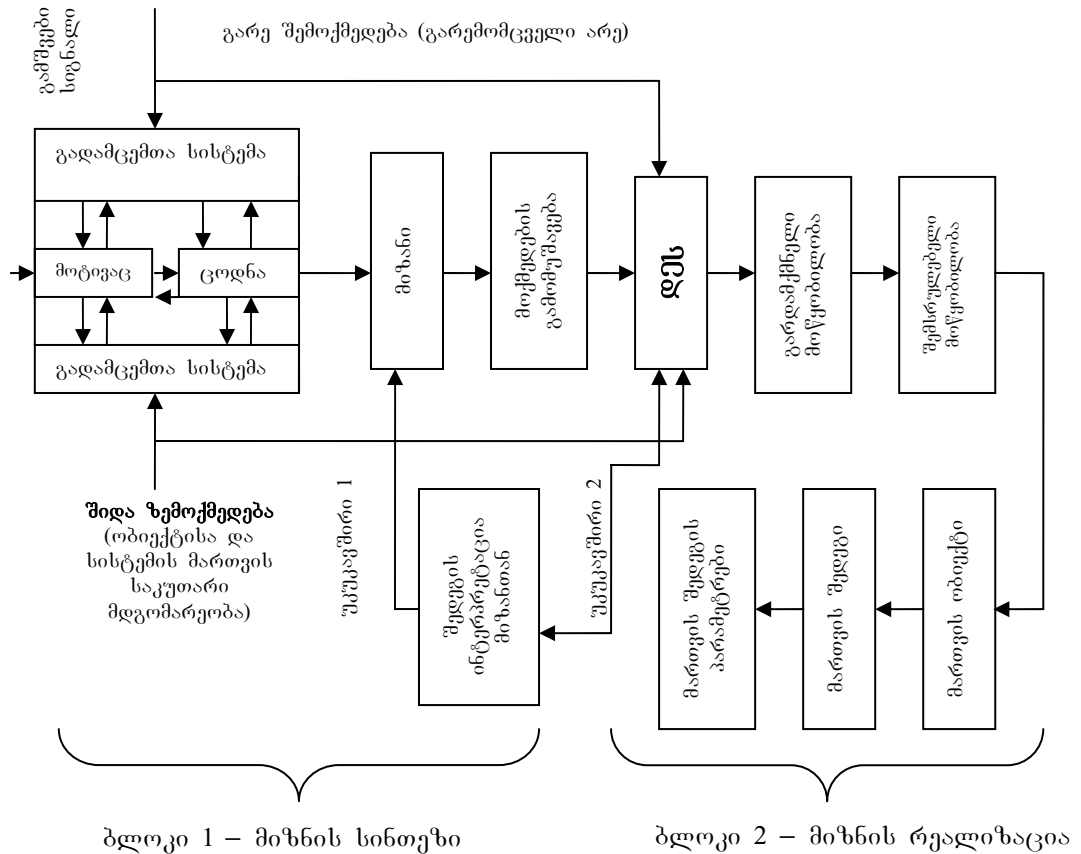 გამშვები
სიგნალი
გარე შემოქმედება (გარემომცველი არე)
გადამცემთა სისტემა
მოტივაც
ცოდნა
გადამცემთა სისტემა
მიზანი
მოქმედების
გამომუშავება
დეს
გარდამქმნელი
მოწყობილობა
შემსრულებელი
მოწყობილობა
შიდა ზემოქმედება
(ობიექტისა და
სისტემის მართვის
საკუთარი
მდგომარეობა)
უკუკავშირი 1
შედეგის
ინტერპრეტაცია
მიზანთან
უკუკავშირი 2
მართვის შედეგის
პარამეტრები
მართვის შედეგი
მართვის ობიექტი
ბლოკი 1 – მიზნის სინთეზი
ბლოკი 2 – მიზნის რეალიზაცია